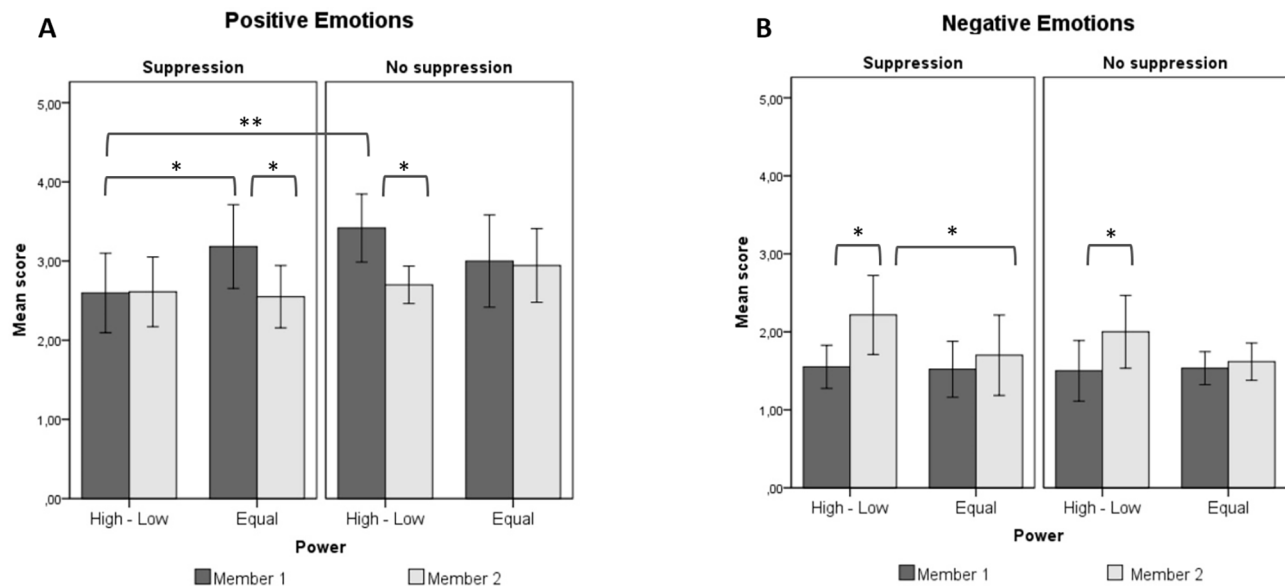 A
Positive Emotions
Suppression
No suppression
5,00
4,00
3,00
2,00
1,00
,00
Mean score
**
*
*
*
High - Low
Equal
High - Low
Equal
Power
Member 1
Member 2
B
Negative Emotions
Suppression
No suppression
5,00
4,00
3,00
2,00
1,00
,00
Mean score
*
*
*
High - Low
Equal
High - Low
Equal
Power
Member 1
Member 2